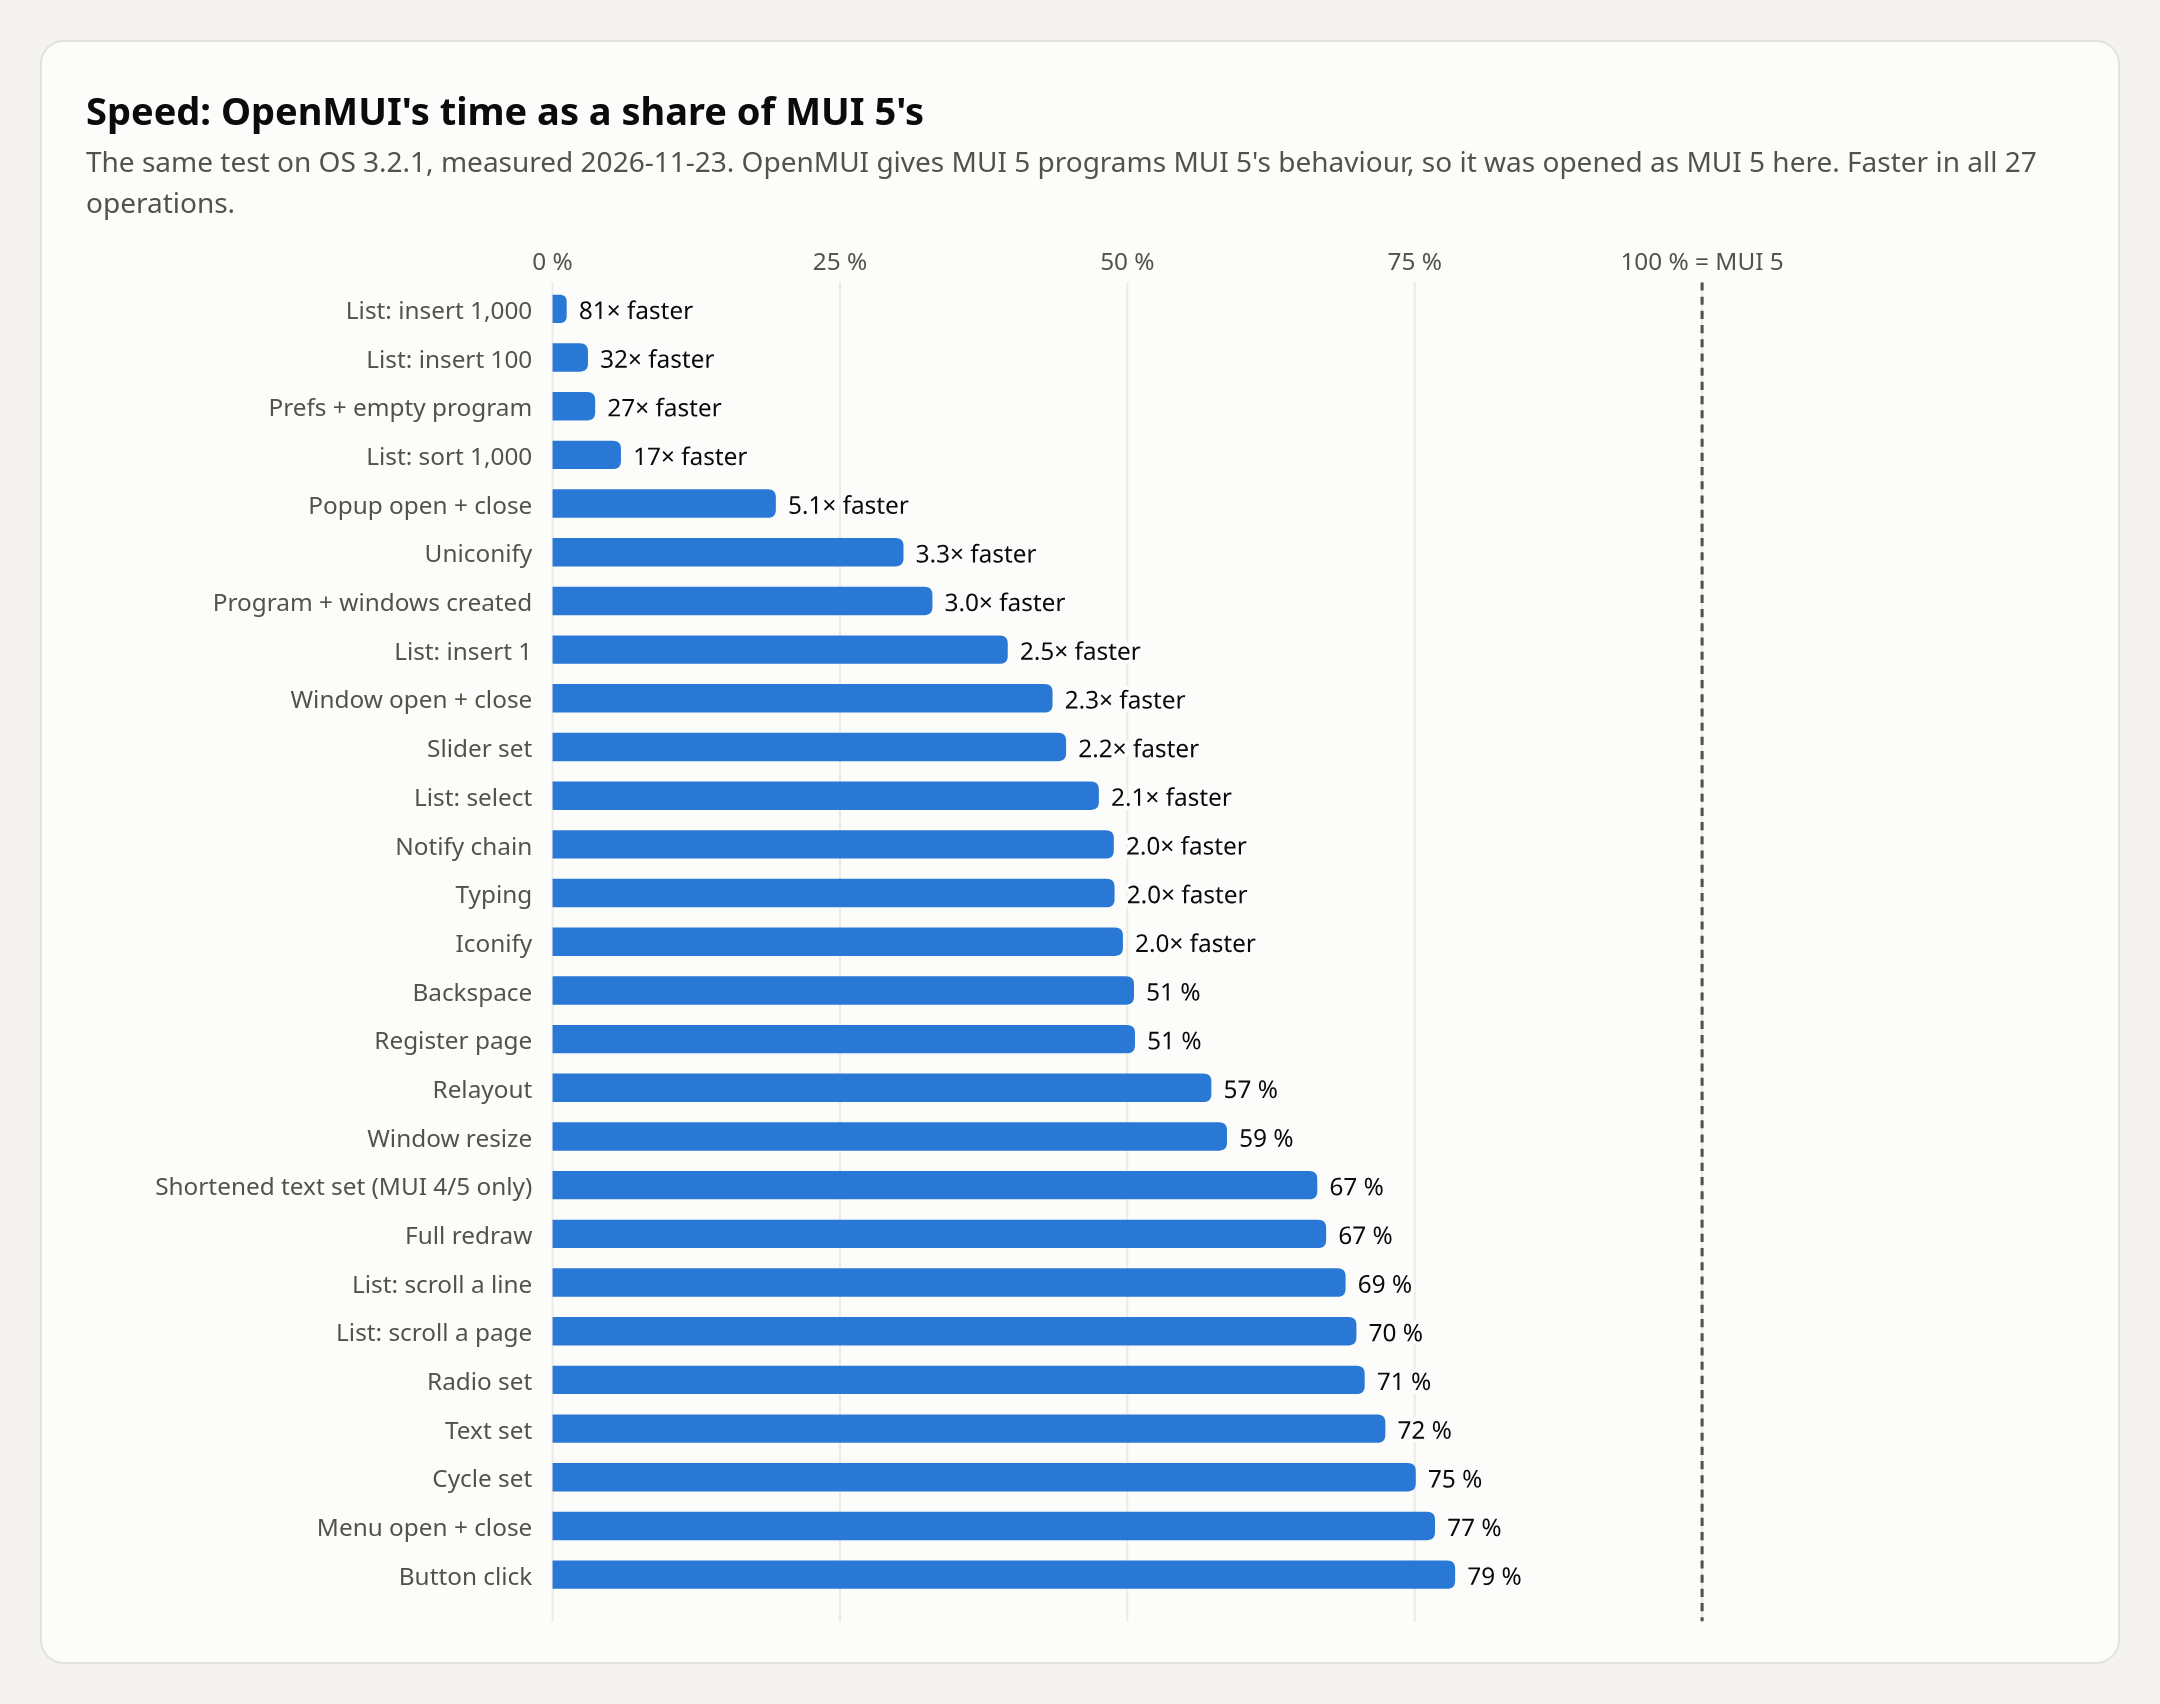 Speed: OpenMUI's time as a share of MUI 5's
The same test on OS 3.2.1, measured 2026-11-23. OpenMUI gives MUI 5 programs MUI 5's behaviour, so it was opened as MUI 5 here. Faster in all 27
operations.
0 % 25 % 50 % 75 % 100 % = MUI 5
List: insert 1,000 81× faster
List: insert 100 32× faster
Prefs + empty program 27× faster
List: sort 1,000 17× faster
Popup open + close 5.1× faster
Uniconify 3.3× faster
Program + windows created 3.0× faster
List: insert 1 2.5× faster
Window open + close 2.3× faster
Slider set 2.2× faster
List: select 2.1× faster
Notify chain 2.0× faster
Typing 2.0× faster
Iconify 2.0× faster
Backspace 51 %
Register page 51 %
Relayout 57 %
Window resize 59 %
Shortened text set (MUI 4/5 only) 67 %
Full redraw 67 %
List: scroll a line 69 %
List: scroll a page 70 %
Radio set 71 %
Text set 72 %
Cycle set 75 %
Menu open + close 77 %
Button click 79 %